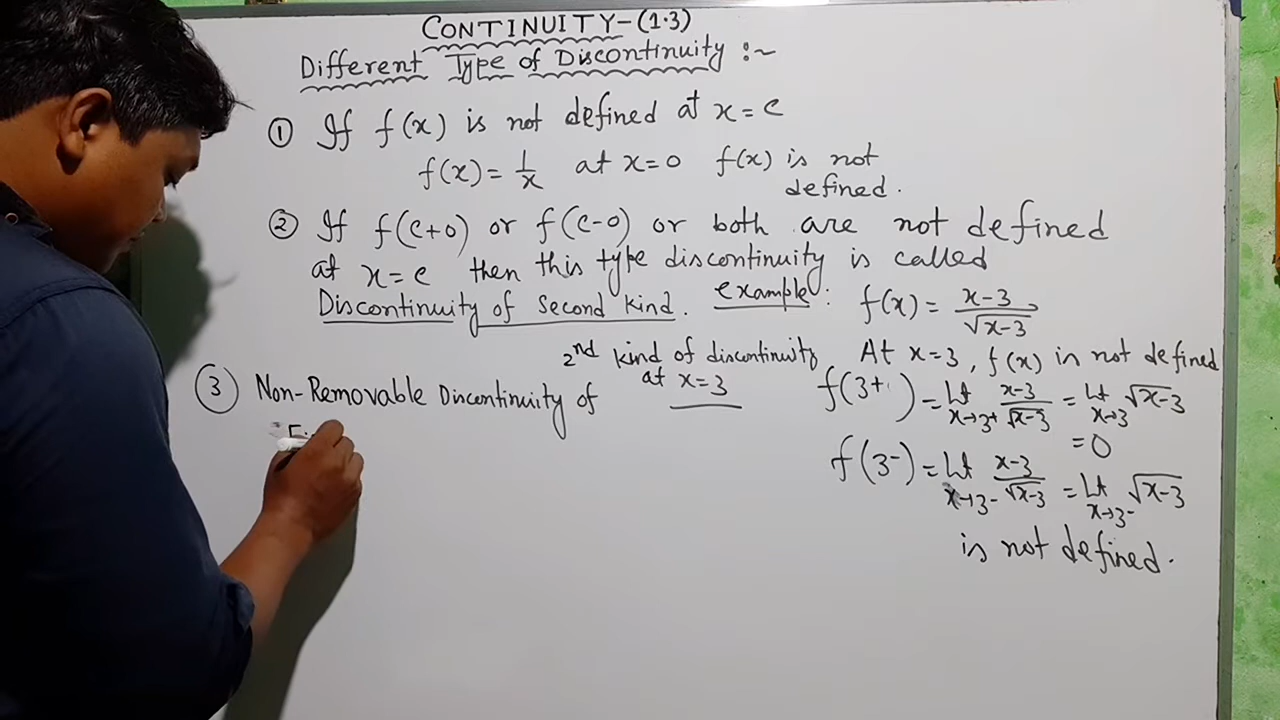 CONTINUITY-(1.3)
Different Type of Discontinuity :~
① If f(x) is not defined at x=c
f(x)= 1/x at x=0 f(x) is not
defined.
② If f(c+0) or f(c-0) or both are not defined
at x=c then this type discontinuity is called
Discontinuity of Second Kind. example: f(x)= x-3/√x-3
2nd kind of discontinuity At x=3, f(x) is not defined
at x=3
f(3+)= Lt x→3+ x-3/√x-3 = Lt x→3 √x-3
=0
③ Non-Removable Discontinuity of
f(3-)= Lt x→3- x-3/√x-3 = Lt x→3- √x-3
is not defined.